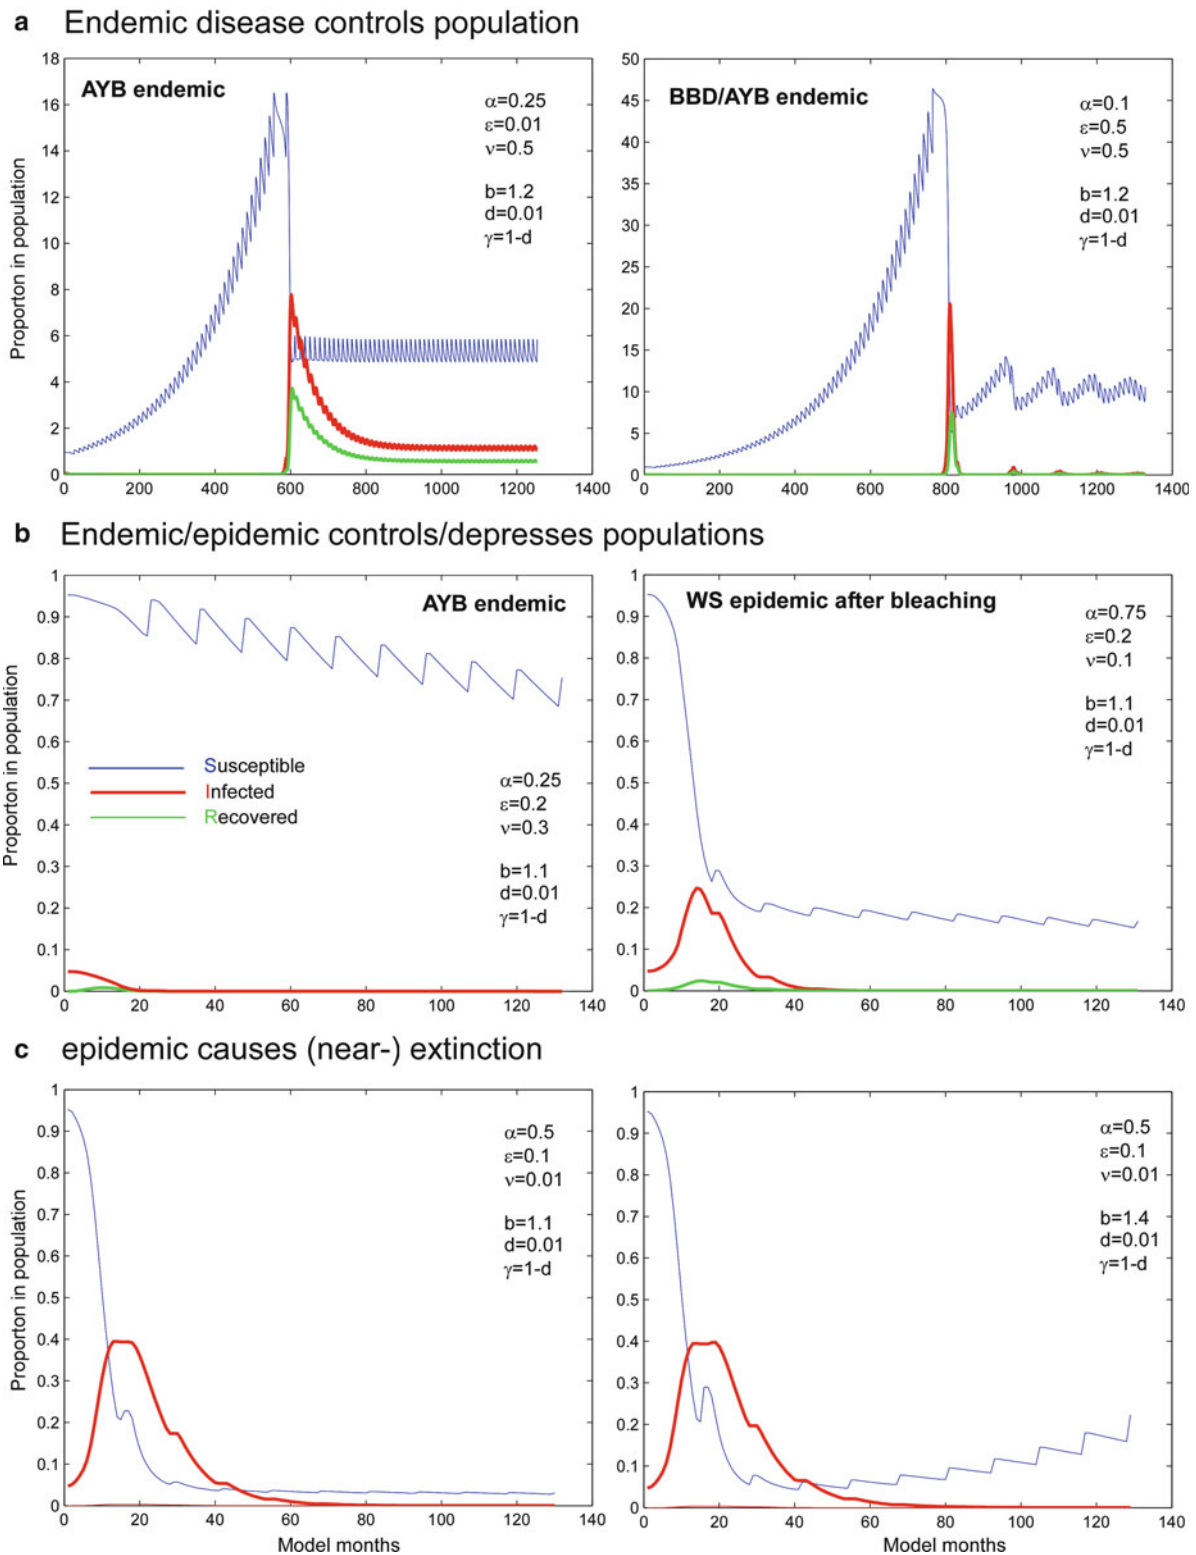 a Endemic disease controls population
18
16
14
12
10
8
6
4
2
0
Proporton in population
AYB endemic
α=0.25
ε=0.01
ν=0.5
b=1.2
d=0.01
γ=1-d
0 200 400 600 800 1000 1200 1400
50
45
40
35
30
25
20
15
10
5
0
BBD/AYB endemic
α=0.1
ε=0.5
ν=0.5
b=1.2
d=0.01
γ=1-d
0 200 400 600 800 1000 1200 1400
b Endemic/epidemic controls/depresses populations
1
0.9
0.8
0.7
0.6
0.5
0.4
0.3
0.2
0.1
0
Proporton in population
AYB endemic
Susceptible
Infected
Recovered
α=0.25
ε=0.2
ν=0.3
b=1.1
d=0.01
γ=1-d
0 20 40 60 80 100 120 140
1
0.9
0.8
0.7
0.6
0.5
0.4
0.3
0.2
0.1
0
WS epidemic after bleaching
α=0.75
ε=0.2
ν=0.1
b=1.1
d=0.01
γ=1-d
0 20 40 60 80 100 120 140
c epidemic causes (near-) extinction
1
0.9
0.8
0.7
0.6
0.5
0.4
0.3
0.2
0.1
0
Proporton in population
α=0.5
ε=0.1
ν=0.01
b=1.1
d=0.01
γ=1-d
0 20 40 60 80 100 120 140
Model months
1
0.9
0.8
0.7
0.6
0.5
0.4
0.3
0.2
0.1
0
α=0.5
ε=0.1
ν=0.01
b=1.4
d=0.01
γ=1-d
0 20 40 60 80 100 120 140
Model months